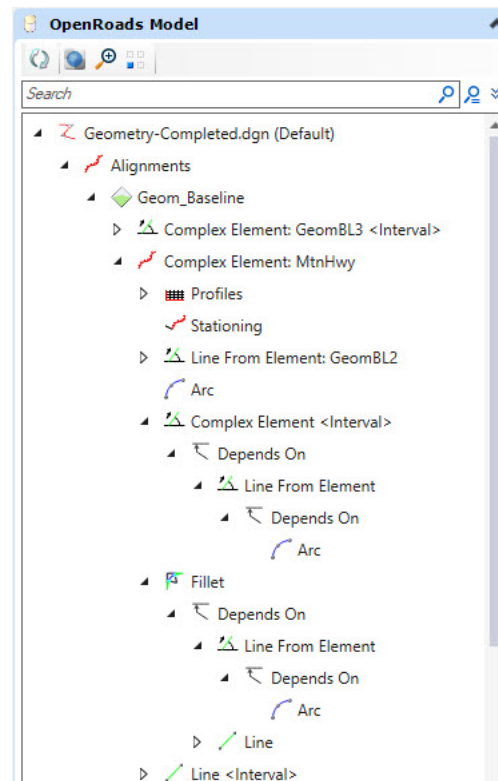 OpenRoads Model
Search
Geometry-Completed.dgn (Default)
Alignments
Geom_Baseline
Complex Element: GeomBL3 <Interval>
Complex Element: MtnHwy
Profiles
Stationing
Line From Element: GeomBL2
Arc
Complex Element <Interval>
Depends On
Line From Element
Depends On
Arc
Fillet
Depends On
Line From Element
Depends On
Arc
Line
Line <Interval>